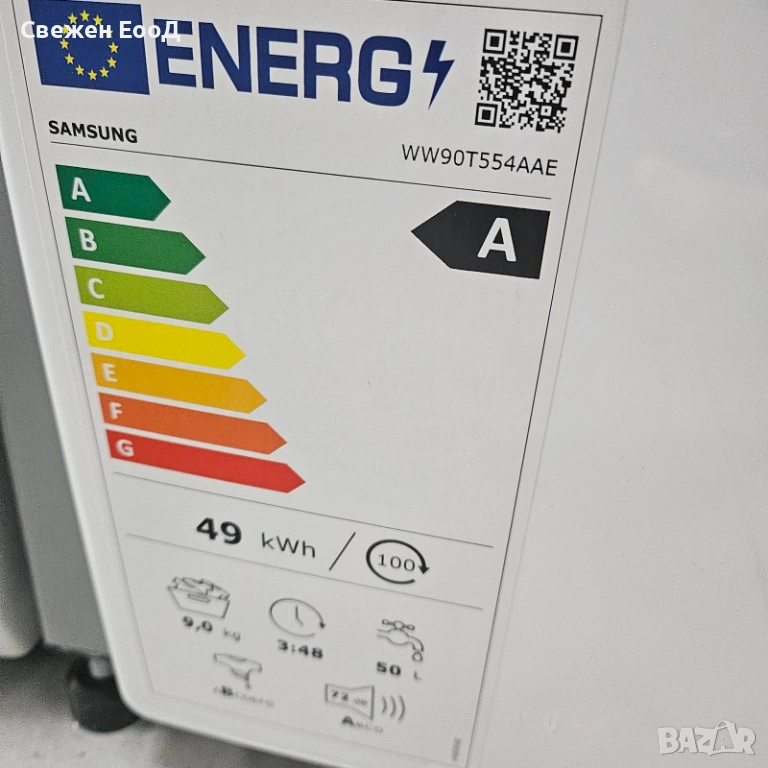 Свежен ЕооД
ENERG
SAMSUNG
WW90T554AAE
A
A
B
C
D
E
F
G
49 kWh / 100
9,0 kg
3:48
50 L
72 dB
BAZAR